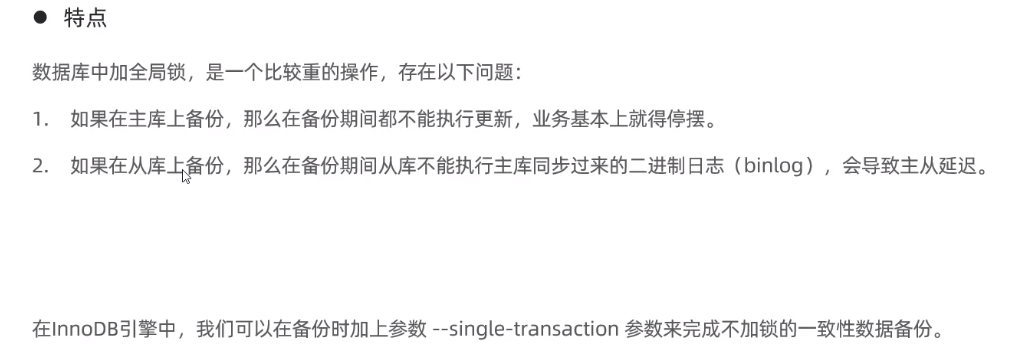 ● 特点
数据库中加全局锁，是一个比较重的操作，存在以下问题：
1. 如果在主库上备份，那么在备份期间都不能执行更新，业务基本上就得停摆。
2. 如果在从库上备份，那么在备份期间从库不能执行主库同步过来的二进制日志（binlog），会导致主从延迟。
在InnoDB引擎中，我们可以在备份时加上参数 --single-transaction 参数来完成不加锁的一致性数据备份。